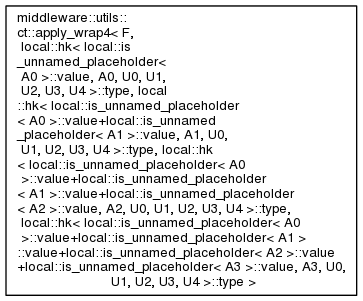 middleware::utils::
ct::apply_wrap4< F,
local::hk< local::is
_unnamed_placeholder<
A0 >::value, A0, U0, U1,
U2, U3, U4 >::type, local
::hk< local::is_unnamed_placeholder
< A0 >::value+local::is_unnamed
_placeholder< A1 >::value, A1, U0,
U1, U2, U3, U4 >::type, local::hk
< local::is_unnamed_placeholder< A0
>::value+local::is_unnamed_placeholder
< A1 >::value+local::is_unnamed_placeholder
< A2 >::value, A2, U0, U1, U2, U3, U4 >::type,
local::hk< local::is_unnamed_placeholder< A0
>::value+local::is_unnamed_placeholder< A1 >
::value+local::is_unnamed_placeholder< A2 >::value
+local::is_unnamed_placeholder< A3 >::value, A3, U0,
U1, U2, U3, U4 >::type >